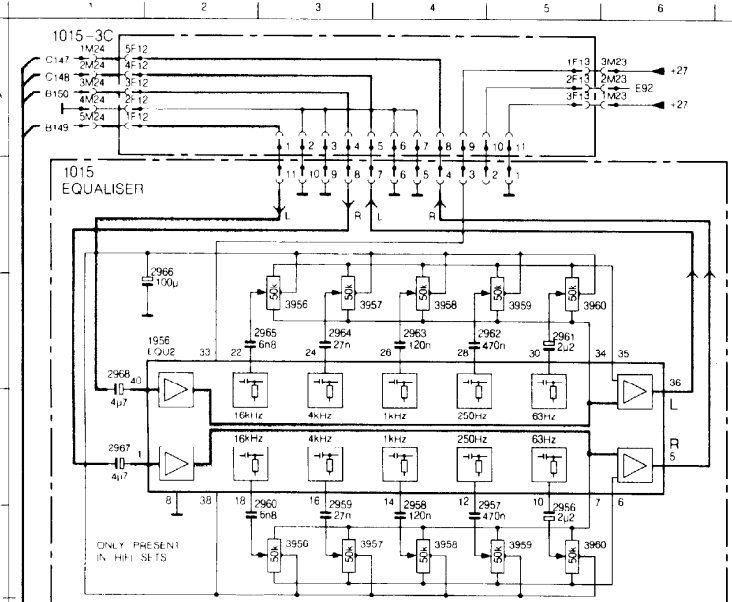 1 2 3 4 5 6
1015-3C
C147 1M24 5F12
C148 2M24 4F12
B150 3M24 3F12
4M24 2F12
B149 5M24 1F12
1F13 3M23 +27
2F13 2M23 E92
3F13 1M23 +27
A
1 2 3 4 5 6 7 8 9 10 11
1015
EQUALISER
11 10 9 8 7 6 5 4 3 2 1
L R L R
2966
100µ
50k 50k 50k 50k 50k
3956 3957 3958 3959 3960
2965 2964 2963 2962 2961
6n8 27n 120n 470n 2µ2
1956
EQU2
33 22 24 26 28 30 34 35
2968
4µ7
40
36
L
16kHz 4kHz 1kHz 250Hz 63Hz
16kHz 4kHz 1kHz 250Hz 63Hz
2967
4µ7
1
R
5
8 38 18 16 14 12 10 7 6
2960 2959 2958 2957 2956
6n8 27n 120n 470n 2µ2
50k 50k 50k 50k 50k
3956 3957 3958 3959 3960
ONLY PRESENT
IN HIFI SETS